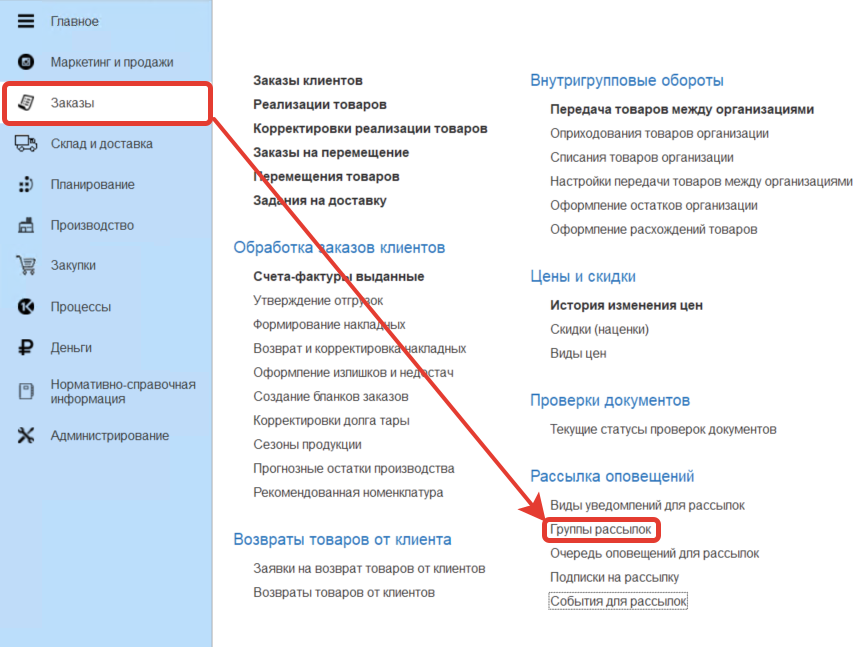 Главное
Маркетинг и продажи
Заказы
Склад и доставка
Планирование
Производство
Закупки
Процессы
Деньги
Нормативно-справочная
информация
Администрирование
Заказы клиентов
Реализации товаров
Корректировки реализации товаров
Заказы на перемещение
Перемещения товаров
Задания на доставку
Обработка заказов клиентов
Счета-фактуры выданные
Утверждение отгрузок
Формирование накладных
Возврат и корректировка накладных
Оформление излишков и недостач
Создание бланков заказов
Корректировки долга тары
Сезоны продукции
Прогнозные остатки производства
Рекомендованная номенклатура
Возвраты товаров от клиента
Заявки на возврат товаров от клиентов
Возвраты товаров от клиентов
Внутригрупповые обороты
Передача товаров между организациями
Оприходования товаров организации
Списания товаров организации
Настройки передачи товаров между организациями
Оформление остатков организации
Оформление расхождений товаров
Цены и скидки
История изменения цен
Скидки (наценки)
Виды цен
Проверки документов
Текущие статусы проверок документов
Рассылка оповещений
Виды уведомлений для рассылок
Группы рассылок
Очередь оповещений для рассылок
Подписки на рассылку
События для рассылок